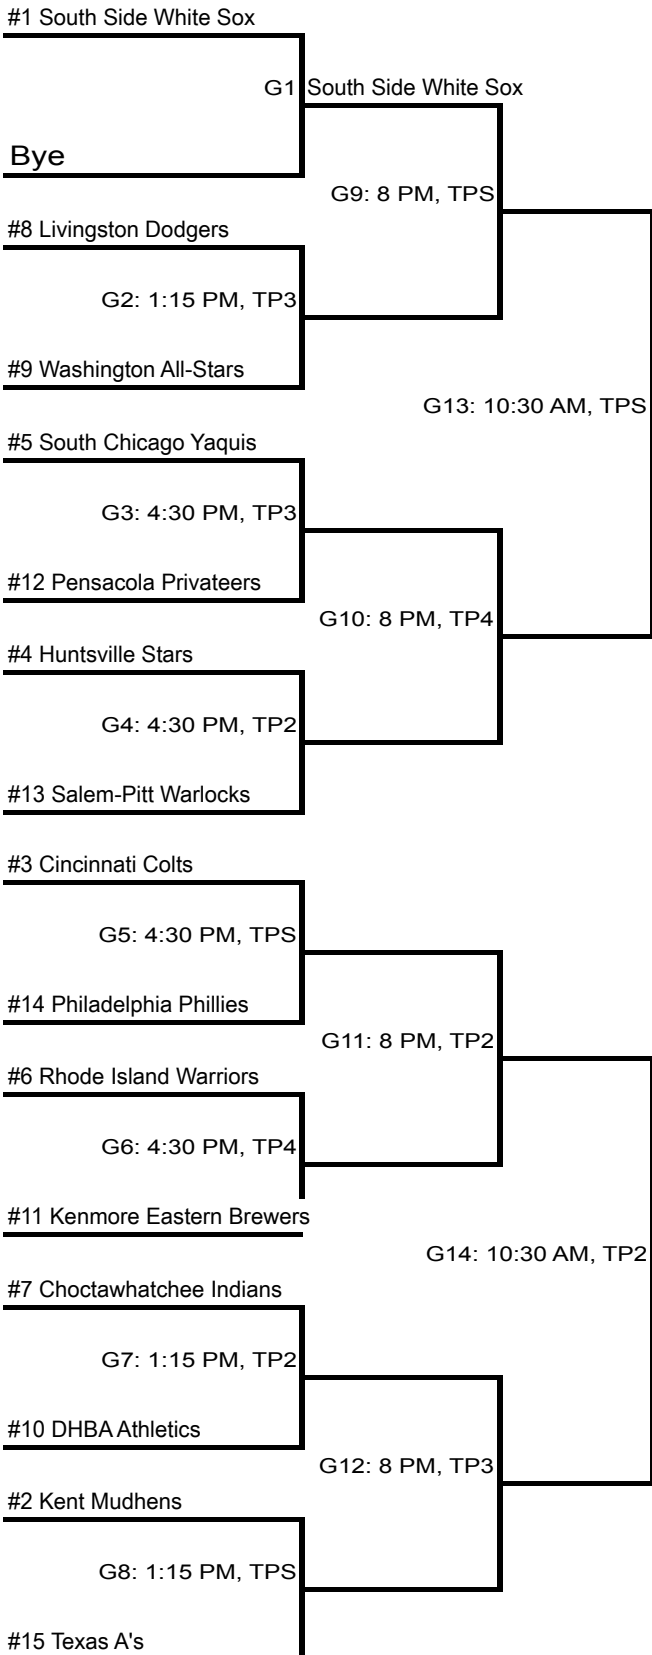 #1 South Side White Sox
G1 South Side White Sox
Bye
G9: 8 PM, TPS
#8 Livingston Dodgers
G2: 1:15 PM, TP3
#9 Washington All-Stars
G13: 10:30 AM, TPS
#5 South Chicago Yaquis
G3: 4:30 PM, TP3
#12 Pensacola Privateers
G10: 8 PM, TP4
#4 Huntsville Stars
G4: 4:30 PM, TP2
#13 Salem-Pitt Warlocks
#3 Cincinnati Colts
G5: 4:30 PM, TPS
#14 Philadelphia Phillies
G11: 8 PM, TP2
#6 Rhode Island Warriors
G6: 4:30 PM, TP4
#11 Kenmore Eastern Brewers
G14: 10:30 AM, TP2
#7 Choctawhatchee Indians
G7: 1:15 PM, TP2
#10 DHBA Athletics
G12: 8 PM, TP3
#2 Kent Mudhens
G8: 1:15 PM, TPS
#15 Texas A's